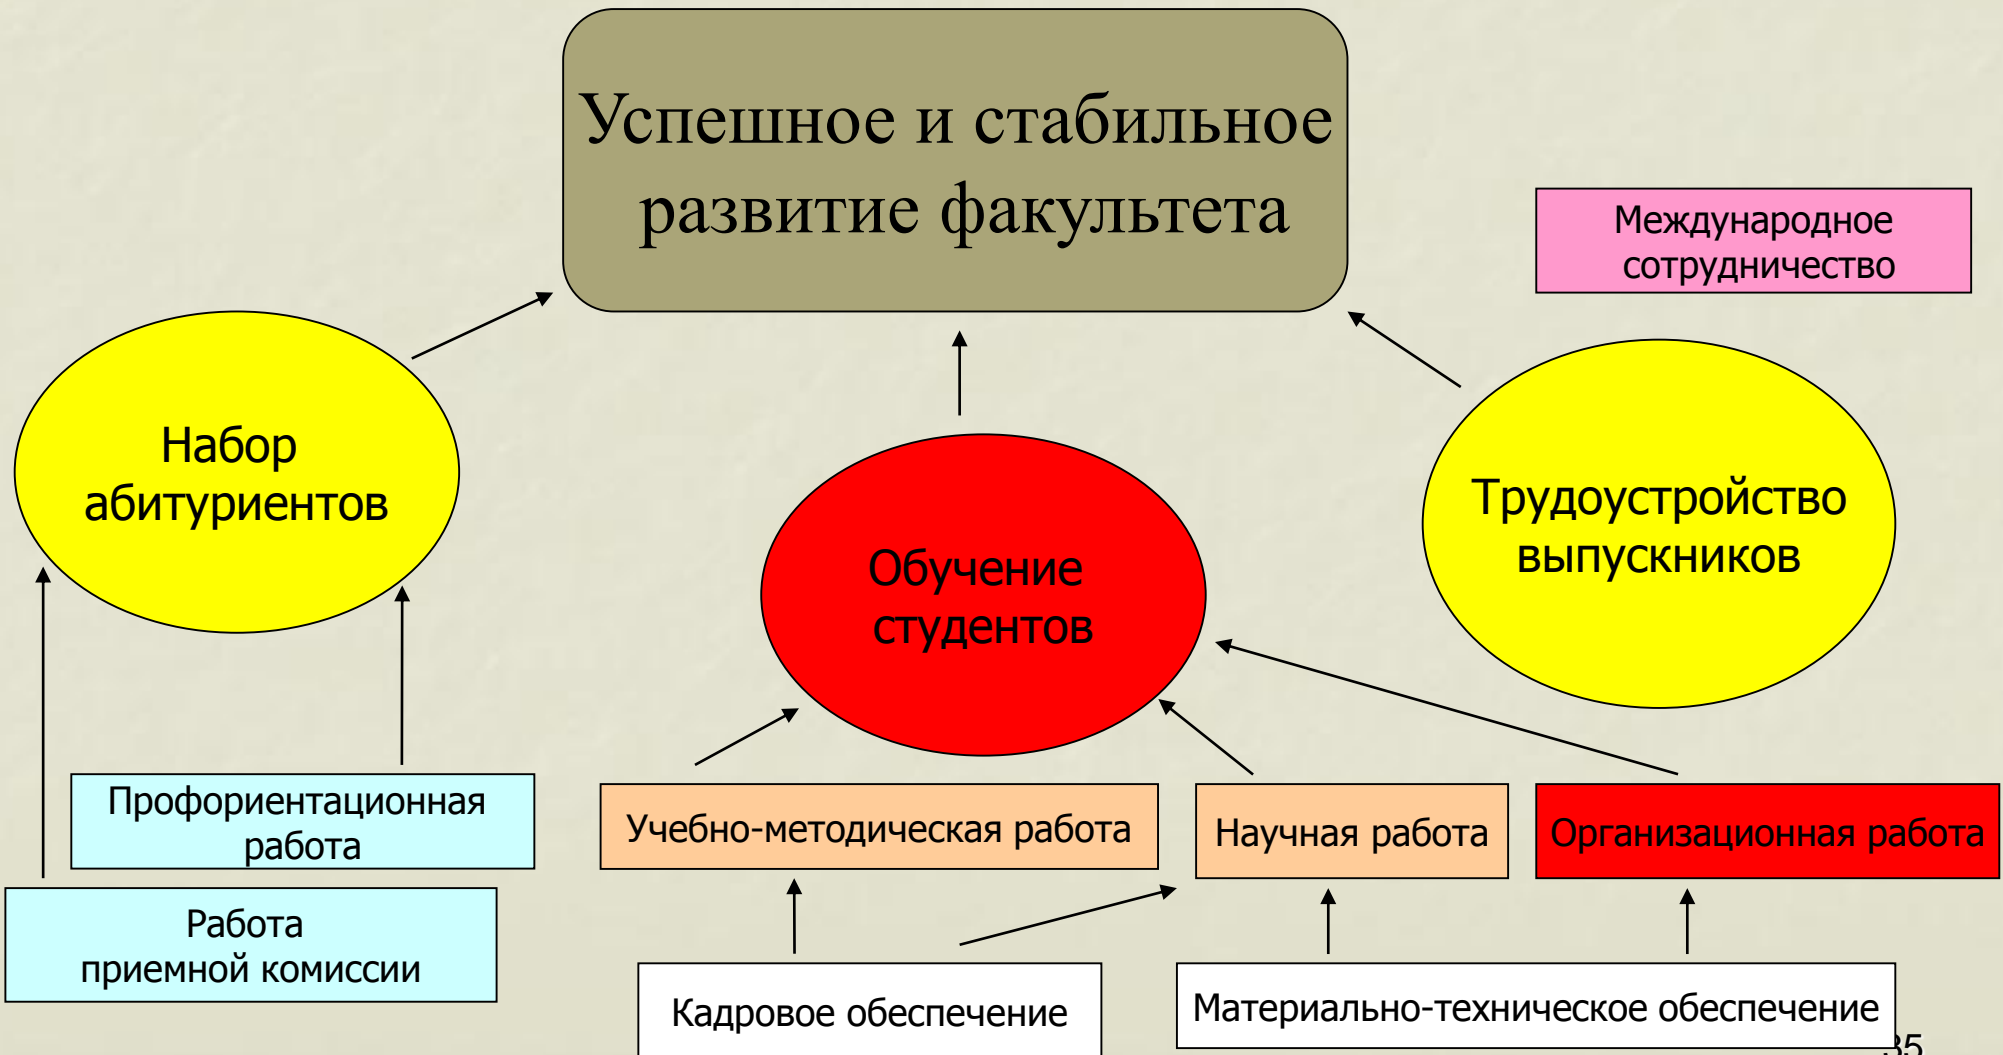 Успешное и стабильное
развитие факультета
Международное
сотрудничество
Набор
абитуриентов
Обучение
студентов
Трудоустройство
выпускников
Профориентационная
работа
Учебно-методическая работа
Научная работа
Организационная работа
Работа
приемной комиссии
Кадровое обеспечение
Материально-техническое обеспечение
35